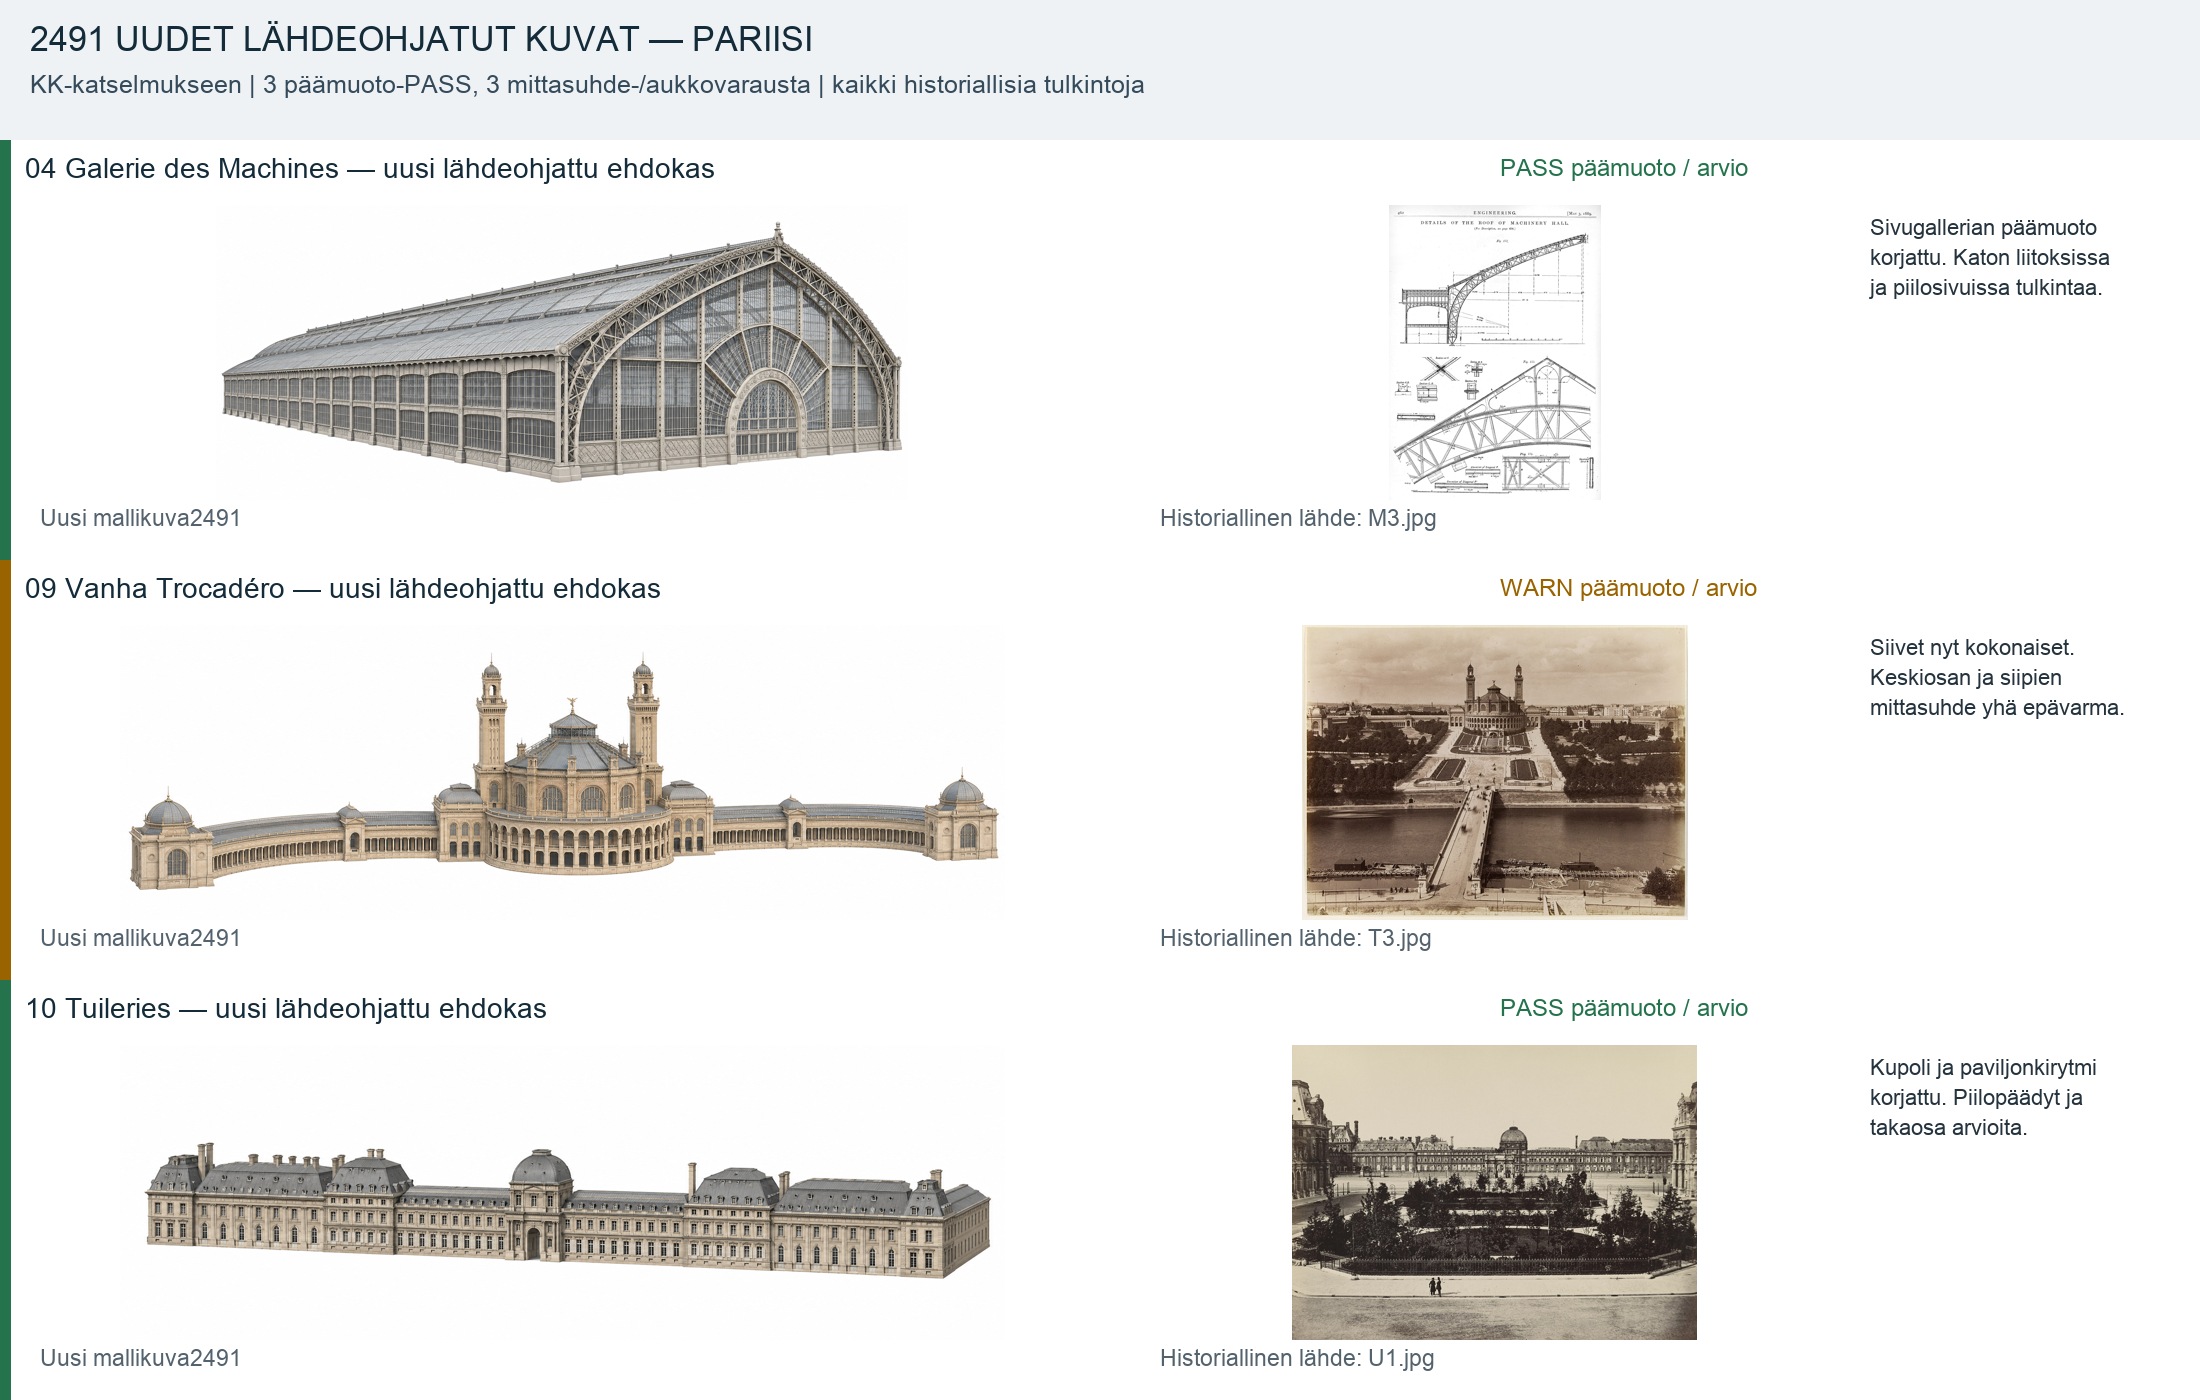 2491 UUDET LÄHDEOHJATUT KUVAT — PARIISI
KK-katselmukseen | 3 päämuoto-PASS, 3 mittasuhde-/aukkovarausta | kaikki historiallisia tulkintoja
04 Galerie des Machines — uusi lähdeohjattu ehdokas
PASS päämuoto / arvio
ENGINEERING.
DETAILS OF THE ROOF OF MACHINERY HALL.
Sivugallerian päämuoto
korjattu. Katon liitoksissa
ja piilosivuissa tulkintaa.
Uusi mallikuva2491
Historiallinen lähde: M3.jpg
09 Vanha Trocadéro — uusi lähdeohjattu ehdokas
WARN päämuoto / arvio
Siivet nyt kokonaiset.
Keskiosan ja siipien
mittasuhde yhä epävarma.
Uusi mallikuva2491
Historiallinen lähde: T3.jpg
10 Tuileries — uusi lähdeohjattu ehdokas
PASS päämuoto / arvio
Kupoli ja paviljonkirytmi
korjattu. Piilopäädyt ja
takaosa arvioita.
Uusi mallikuva2491
Historiallinen lähde: U1.jpg